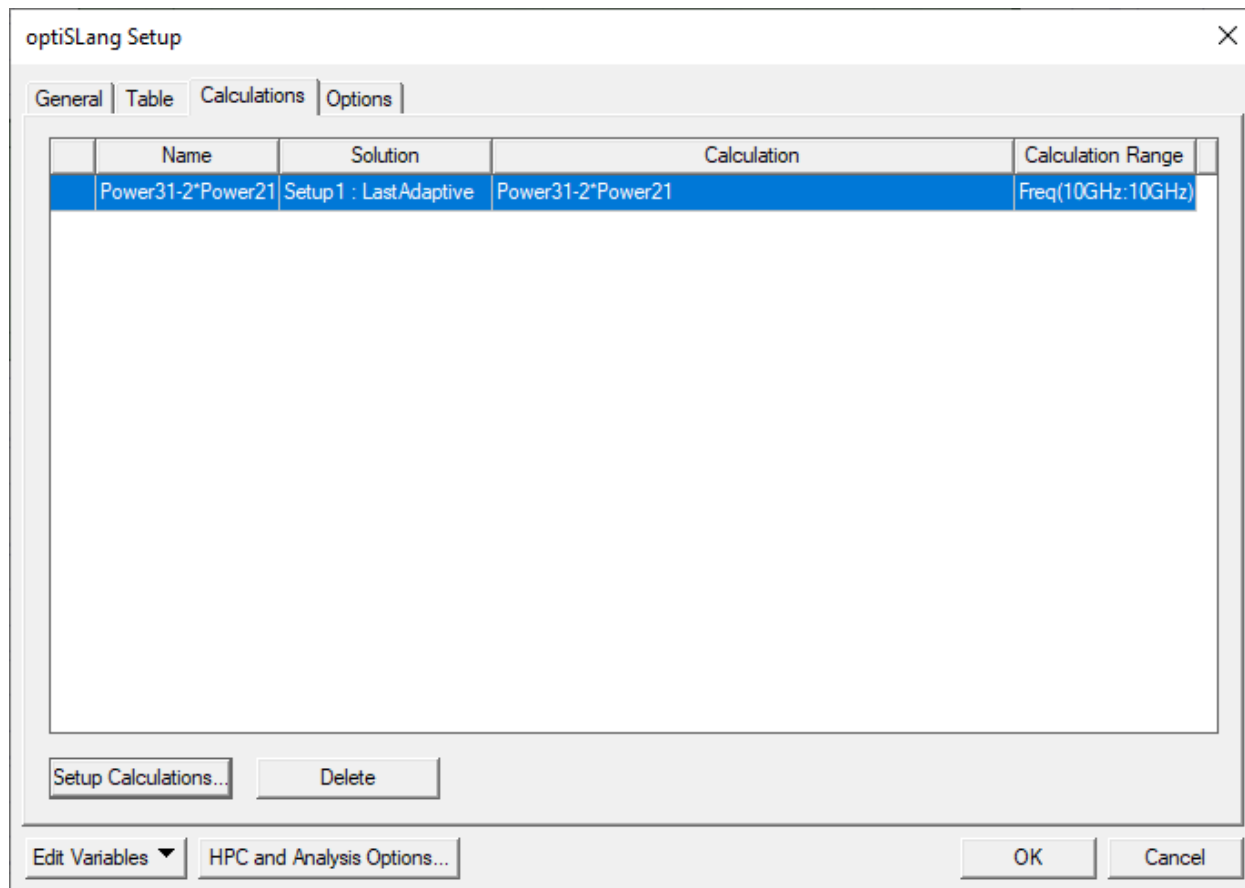 optiSLang Setup
General Table Calculations Options
Name Solution Calculation Calculation Range
Power31-2*Power21 Setup1 : LastAdaptive Power31-2*Power21 Freq(10GHz:10GHz)
Setup Calculations... Delete
Edit Variables HPC and Analysis Options... OK Cancel